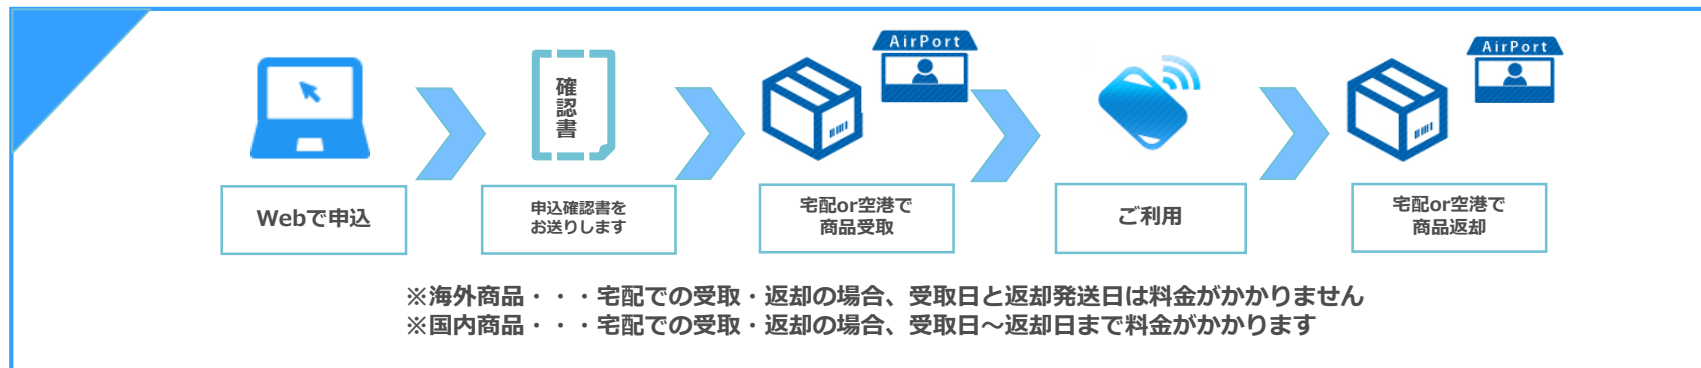 AirPort
AirPort
確認書
Webで申込
申込確認書を
お送りします
宅配or空港で
商品受取
ご利用
宅配or空港で
商品返却
※海外商品・・・宅配での受取・返却の場合、受取日と返却発送日は料金がかかりません
※国内商品・・・宅配での受取・返却の場合、受取日～返却日まで料金がかかります